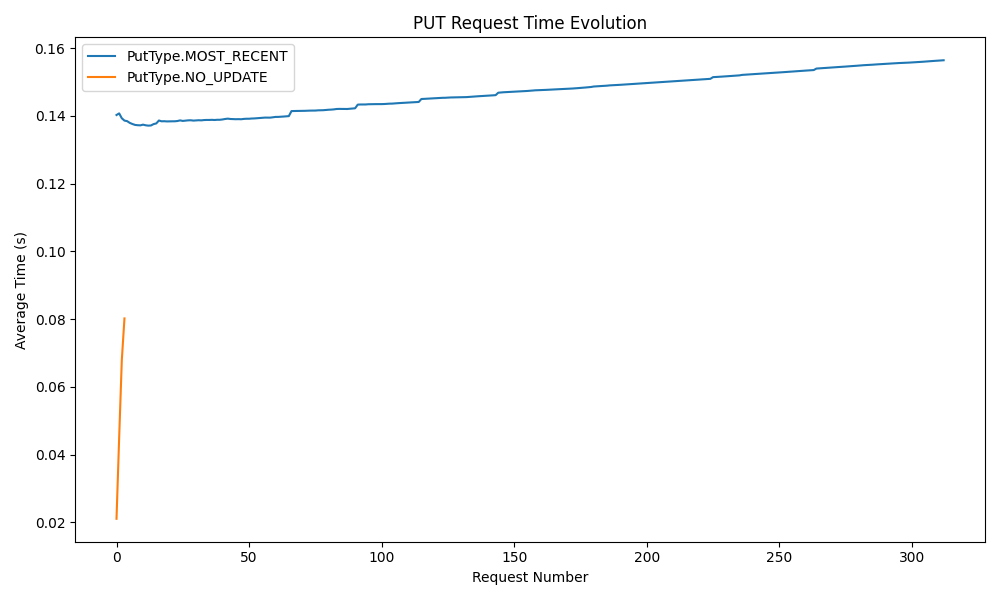 PUT Request Time Evolution
PutType.MOST_RECENT
PutType.NO_UPDATE
0.16
0.14
0.12
0.10
0.08
0.06
0.04
0.02
Average Time (s)
0 50 100 150 200 250 300
Request Number